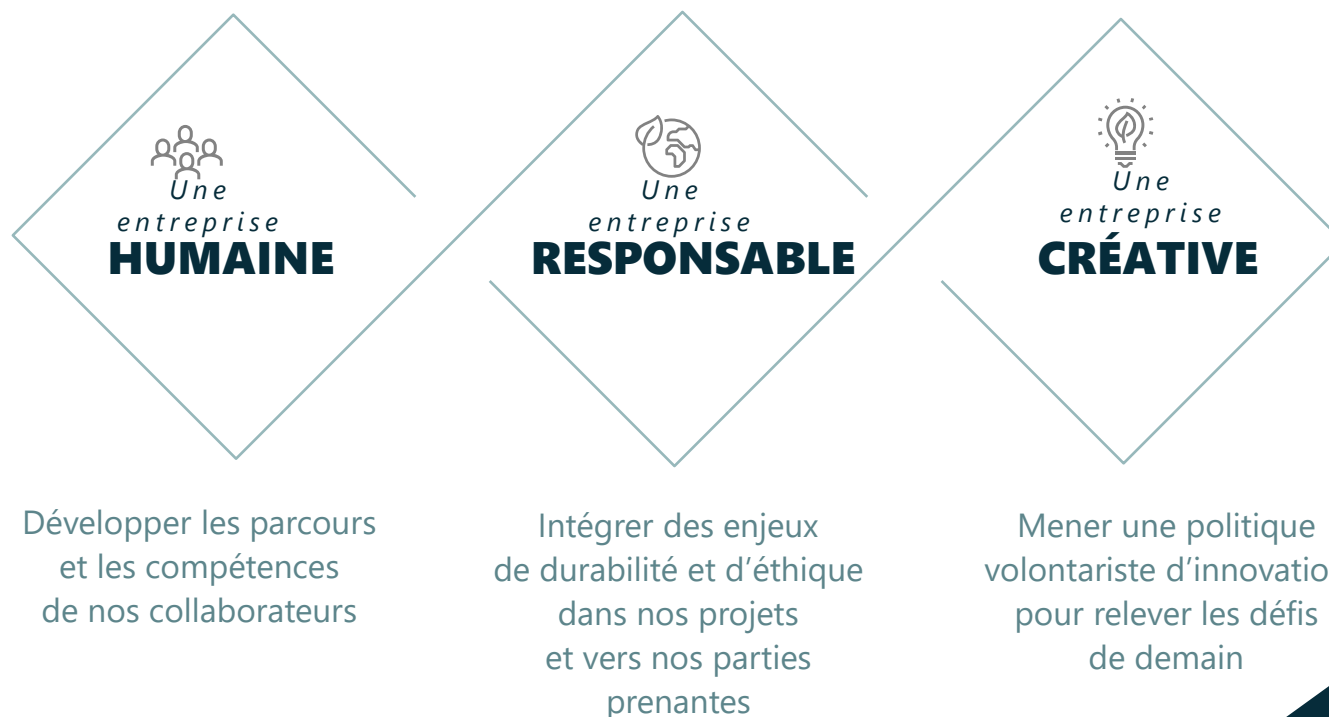 Une
entreprise
HUMAINE
Développer les parcours
et les compétences
de nos collaborateurs
Une
entreprise
RESPONSABLE
Intégrer des enjeux
de durabilité et d’éthique
dans nos projets
et vers nos parties
prenantes
Une
entreprise
CRÉATIVE
Mener une politique
volontariste d’innovatio
pour relever les défis
de demain